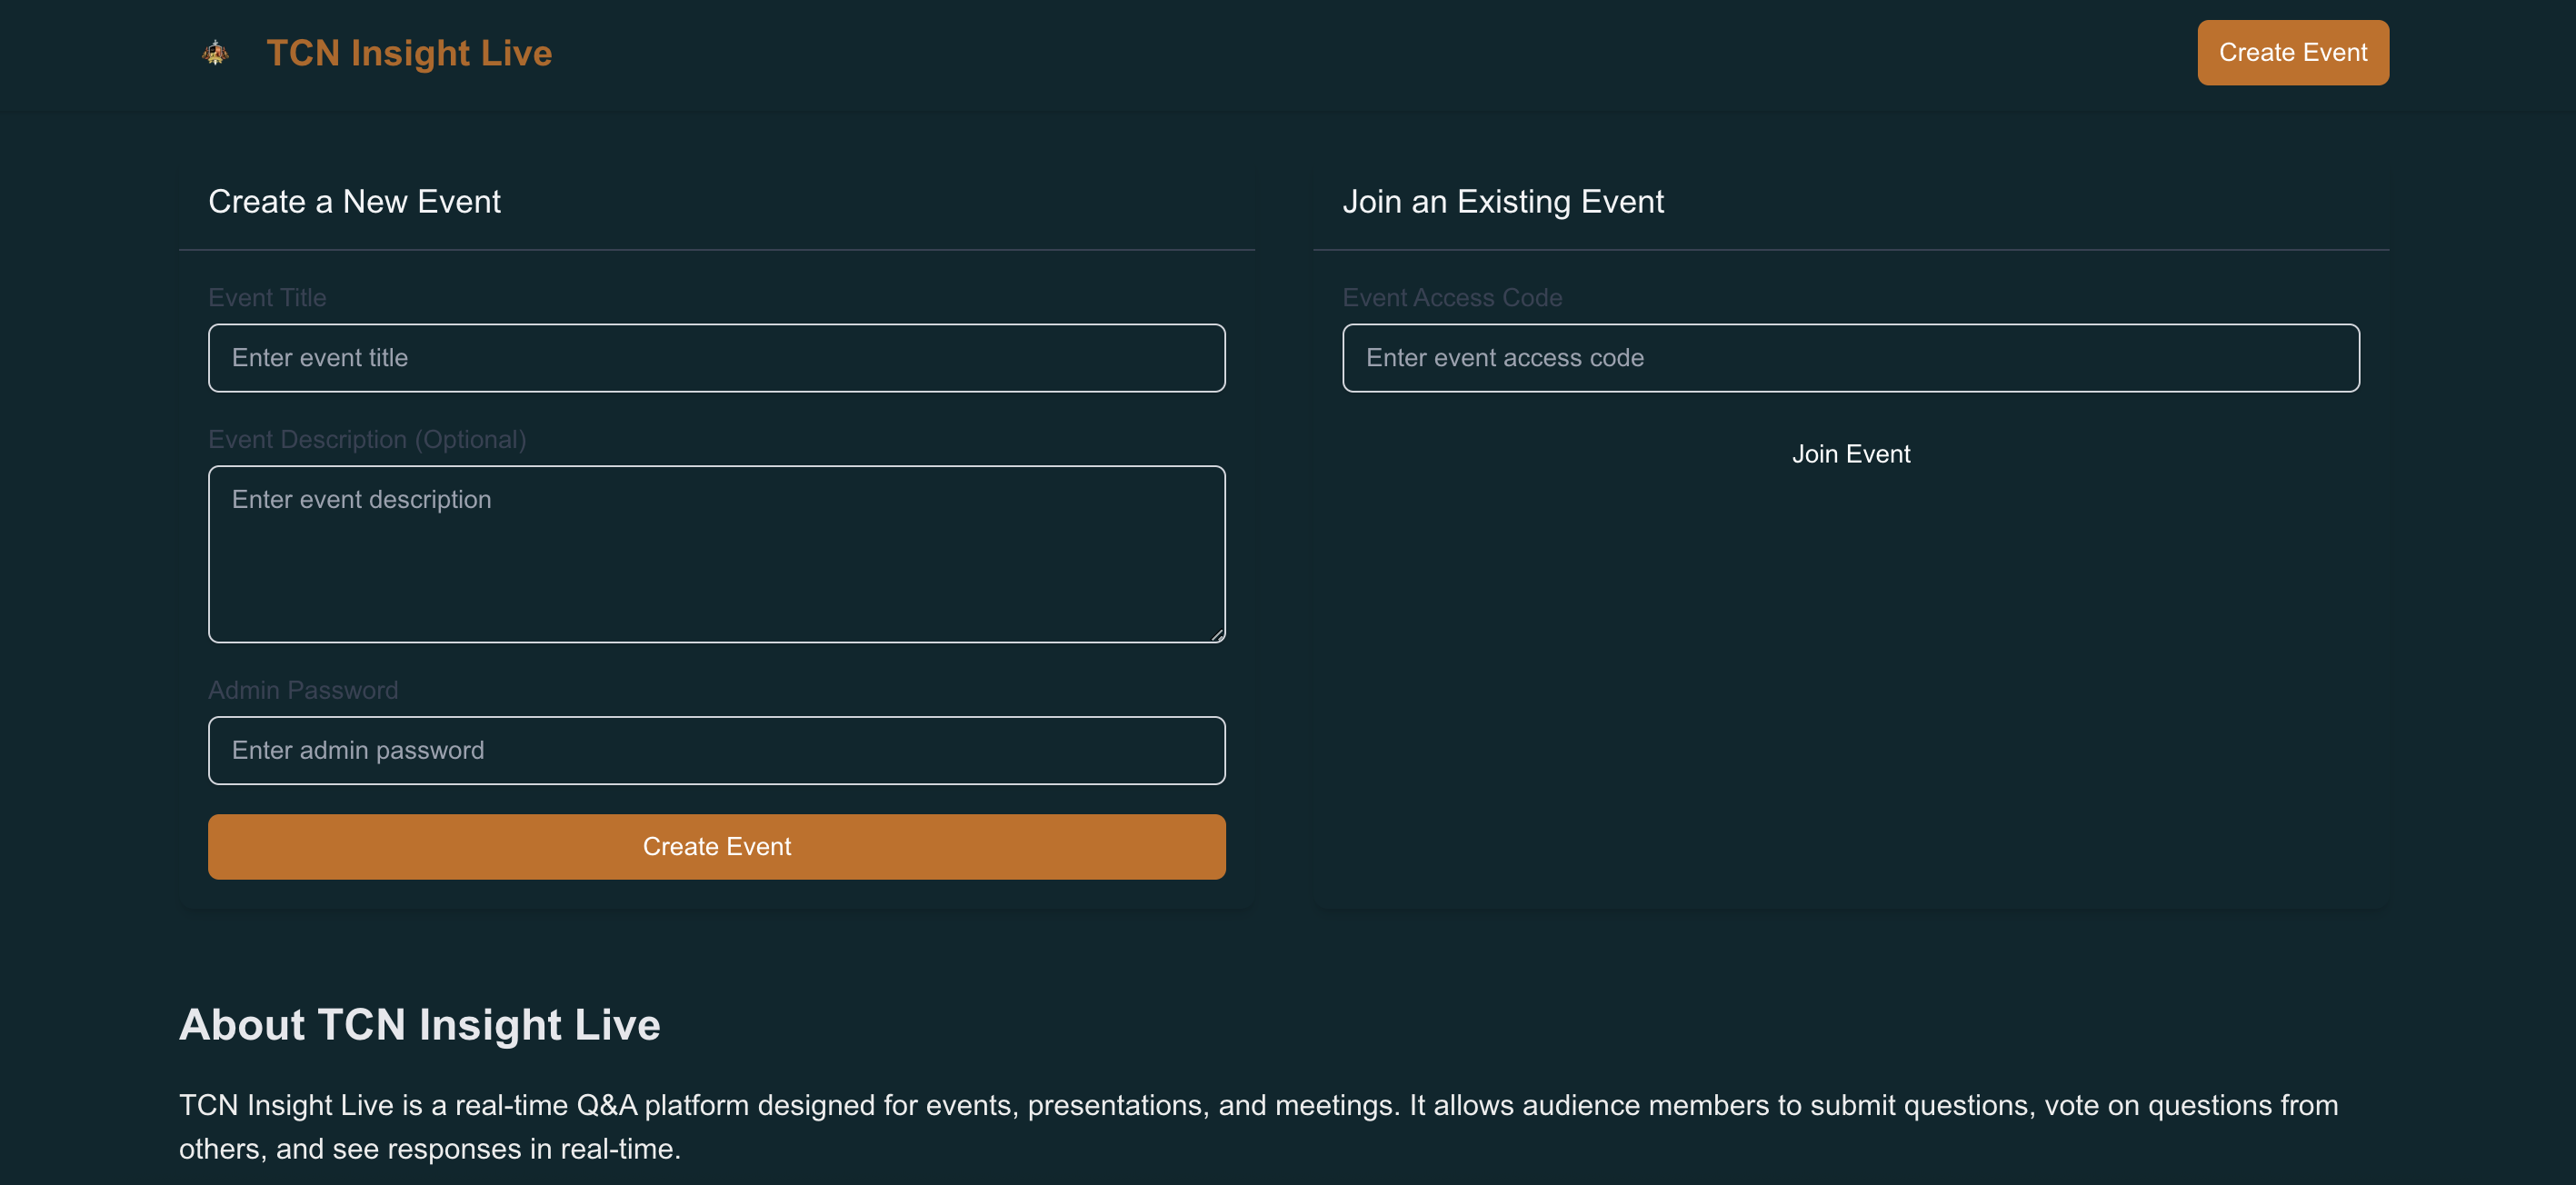 TCN Insight Live
Create Event
Create a New Event
Event Title
Enter event title
Event Description (Optional)
Enter event description
Admin Password
Enter admin password
Create Event
Join an Existing Event
Event Access Code
Enter event access code
Join Event
About TCN Insight Live
TCN Insight Live is a real-time Q&A platform designed for events, presentations, and meetings. It allows audience members to submit questions, vote on questions from
others, and see responses in real-time.